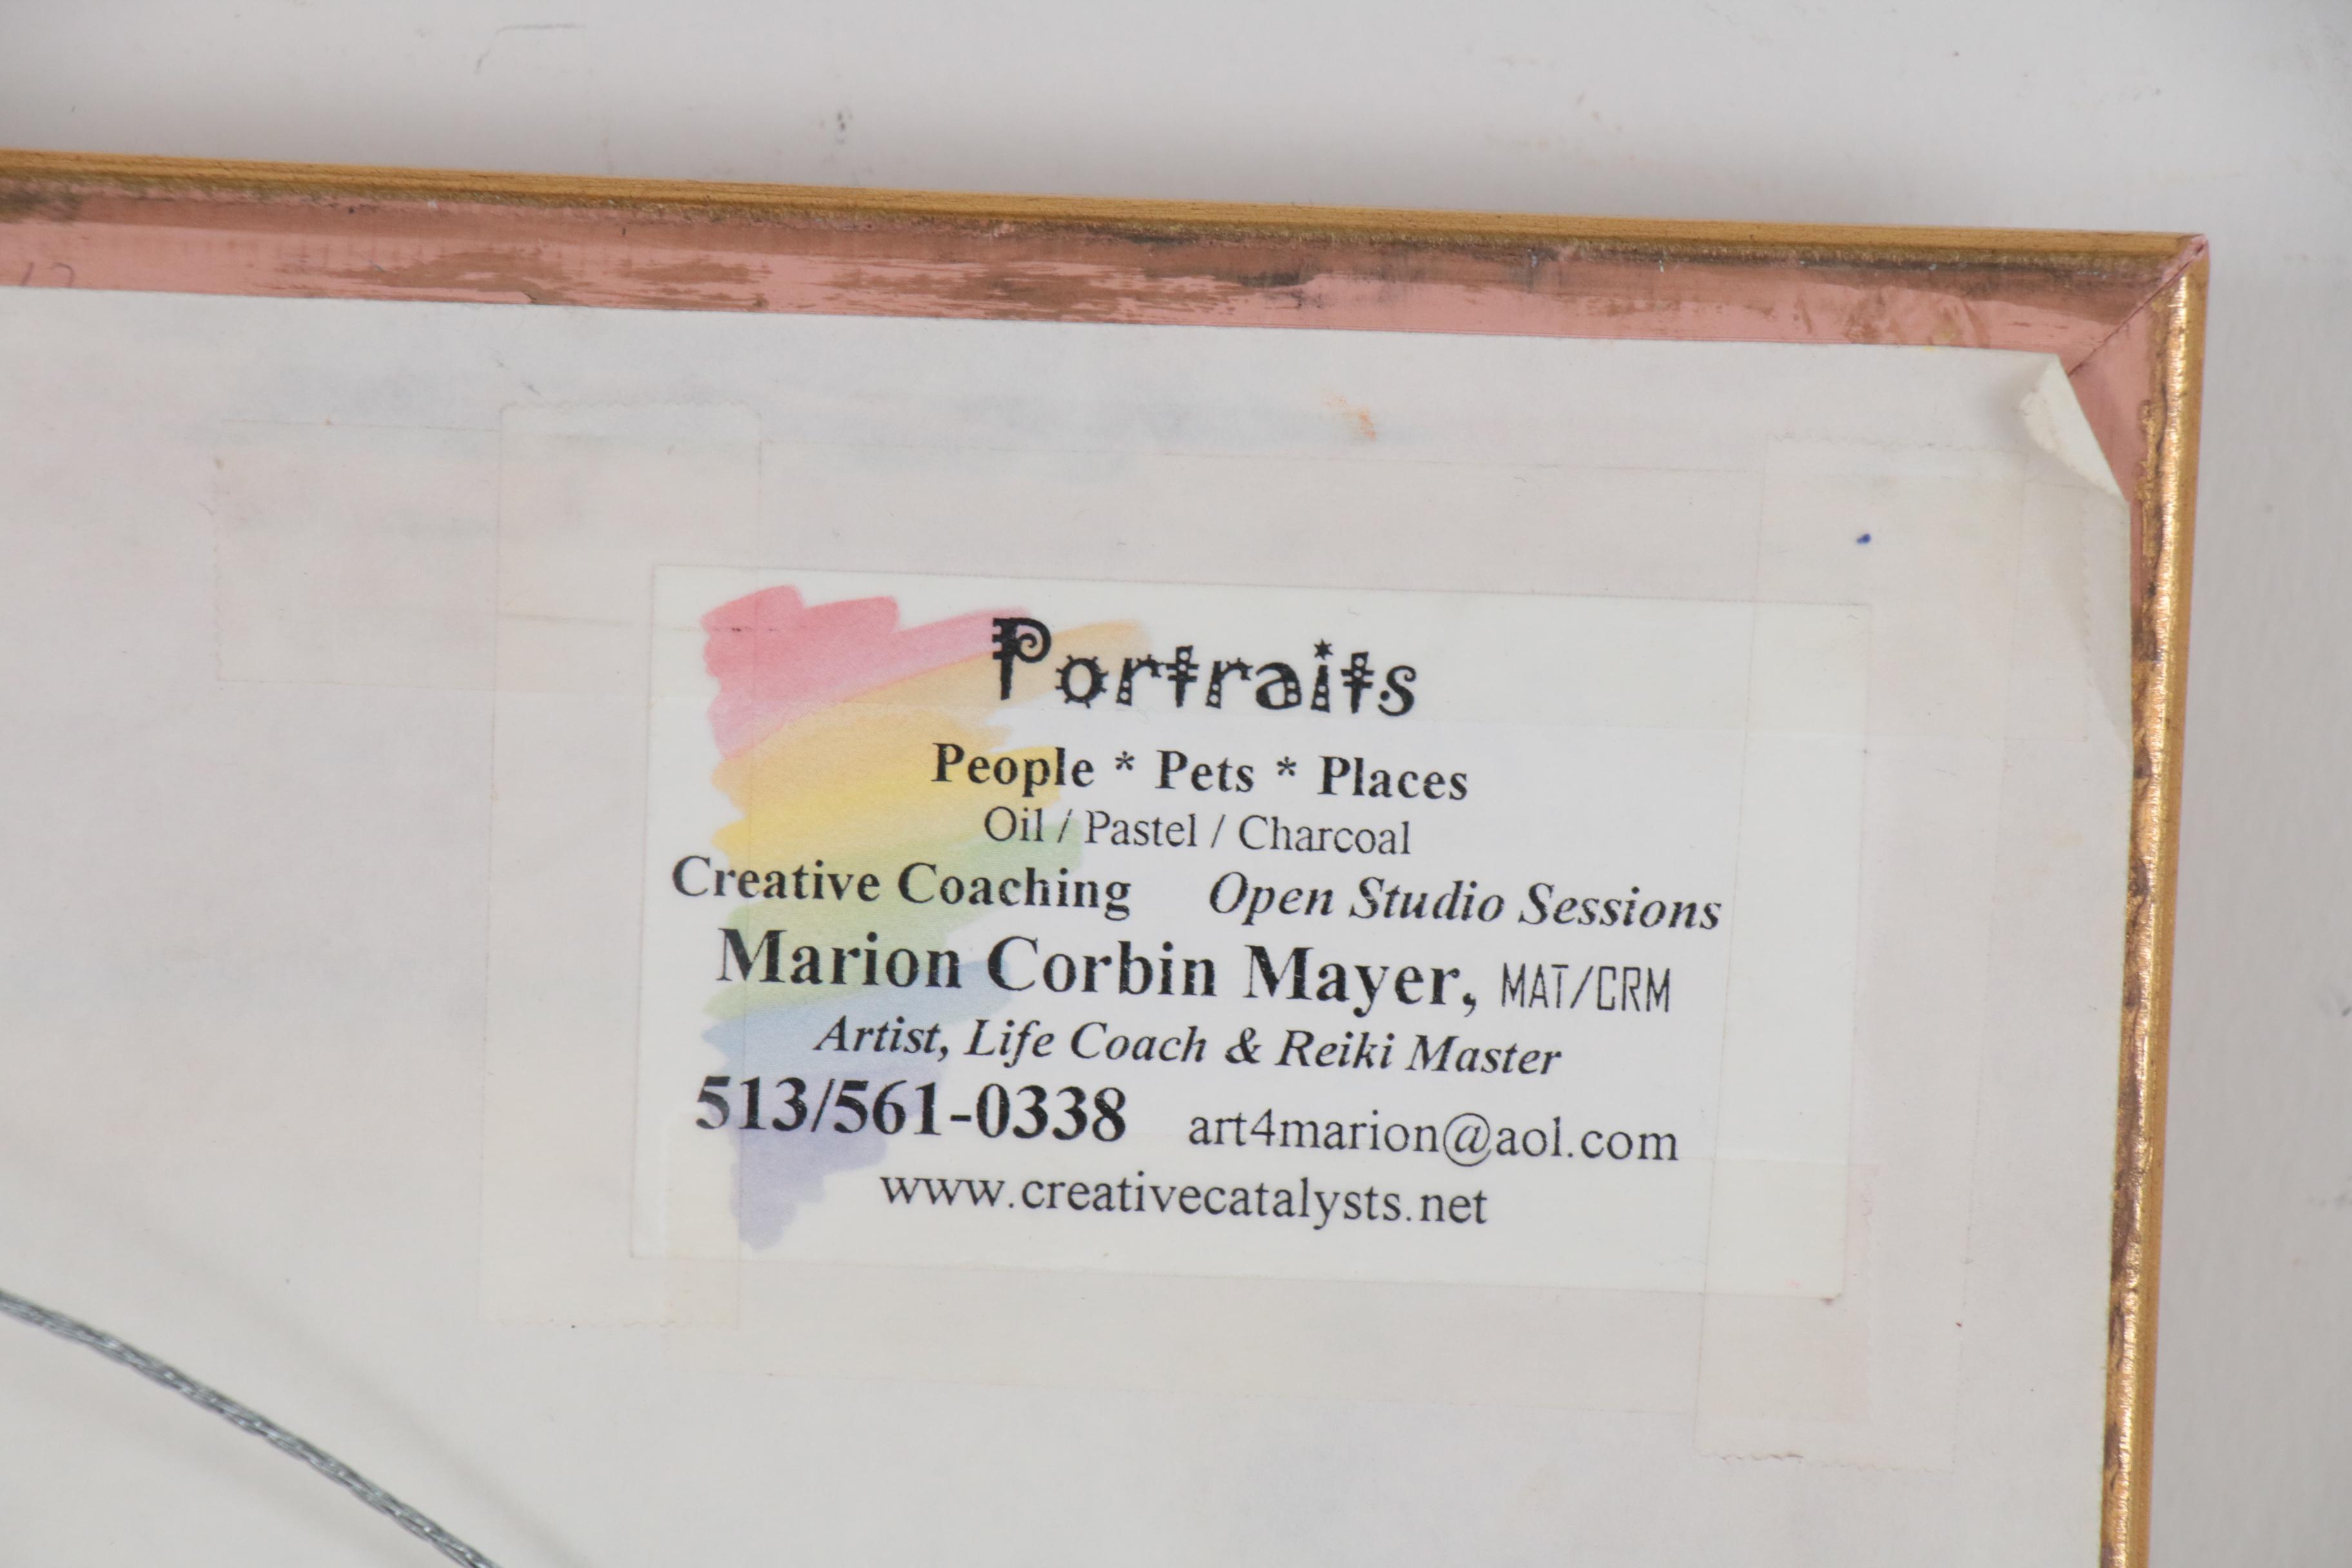 Portraits
People * Pets * Places
Oil / Pastel / Charcoal
Creative Coaching Open Studio Sessions
Marion Corbin Mayer, MAT/CRM
Artist, Life Coach & Reiki Master
513/561-0338 art4marion@aol.com
www.creativecatalysts.net